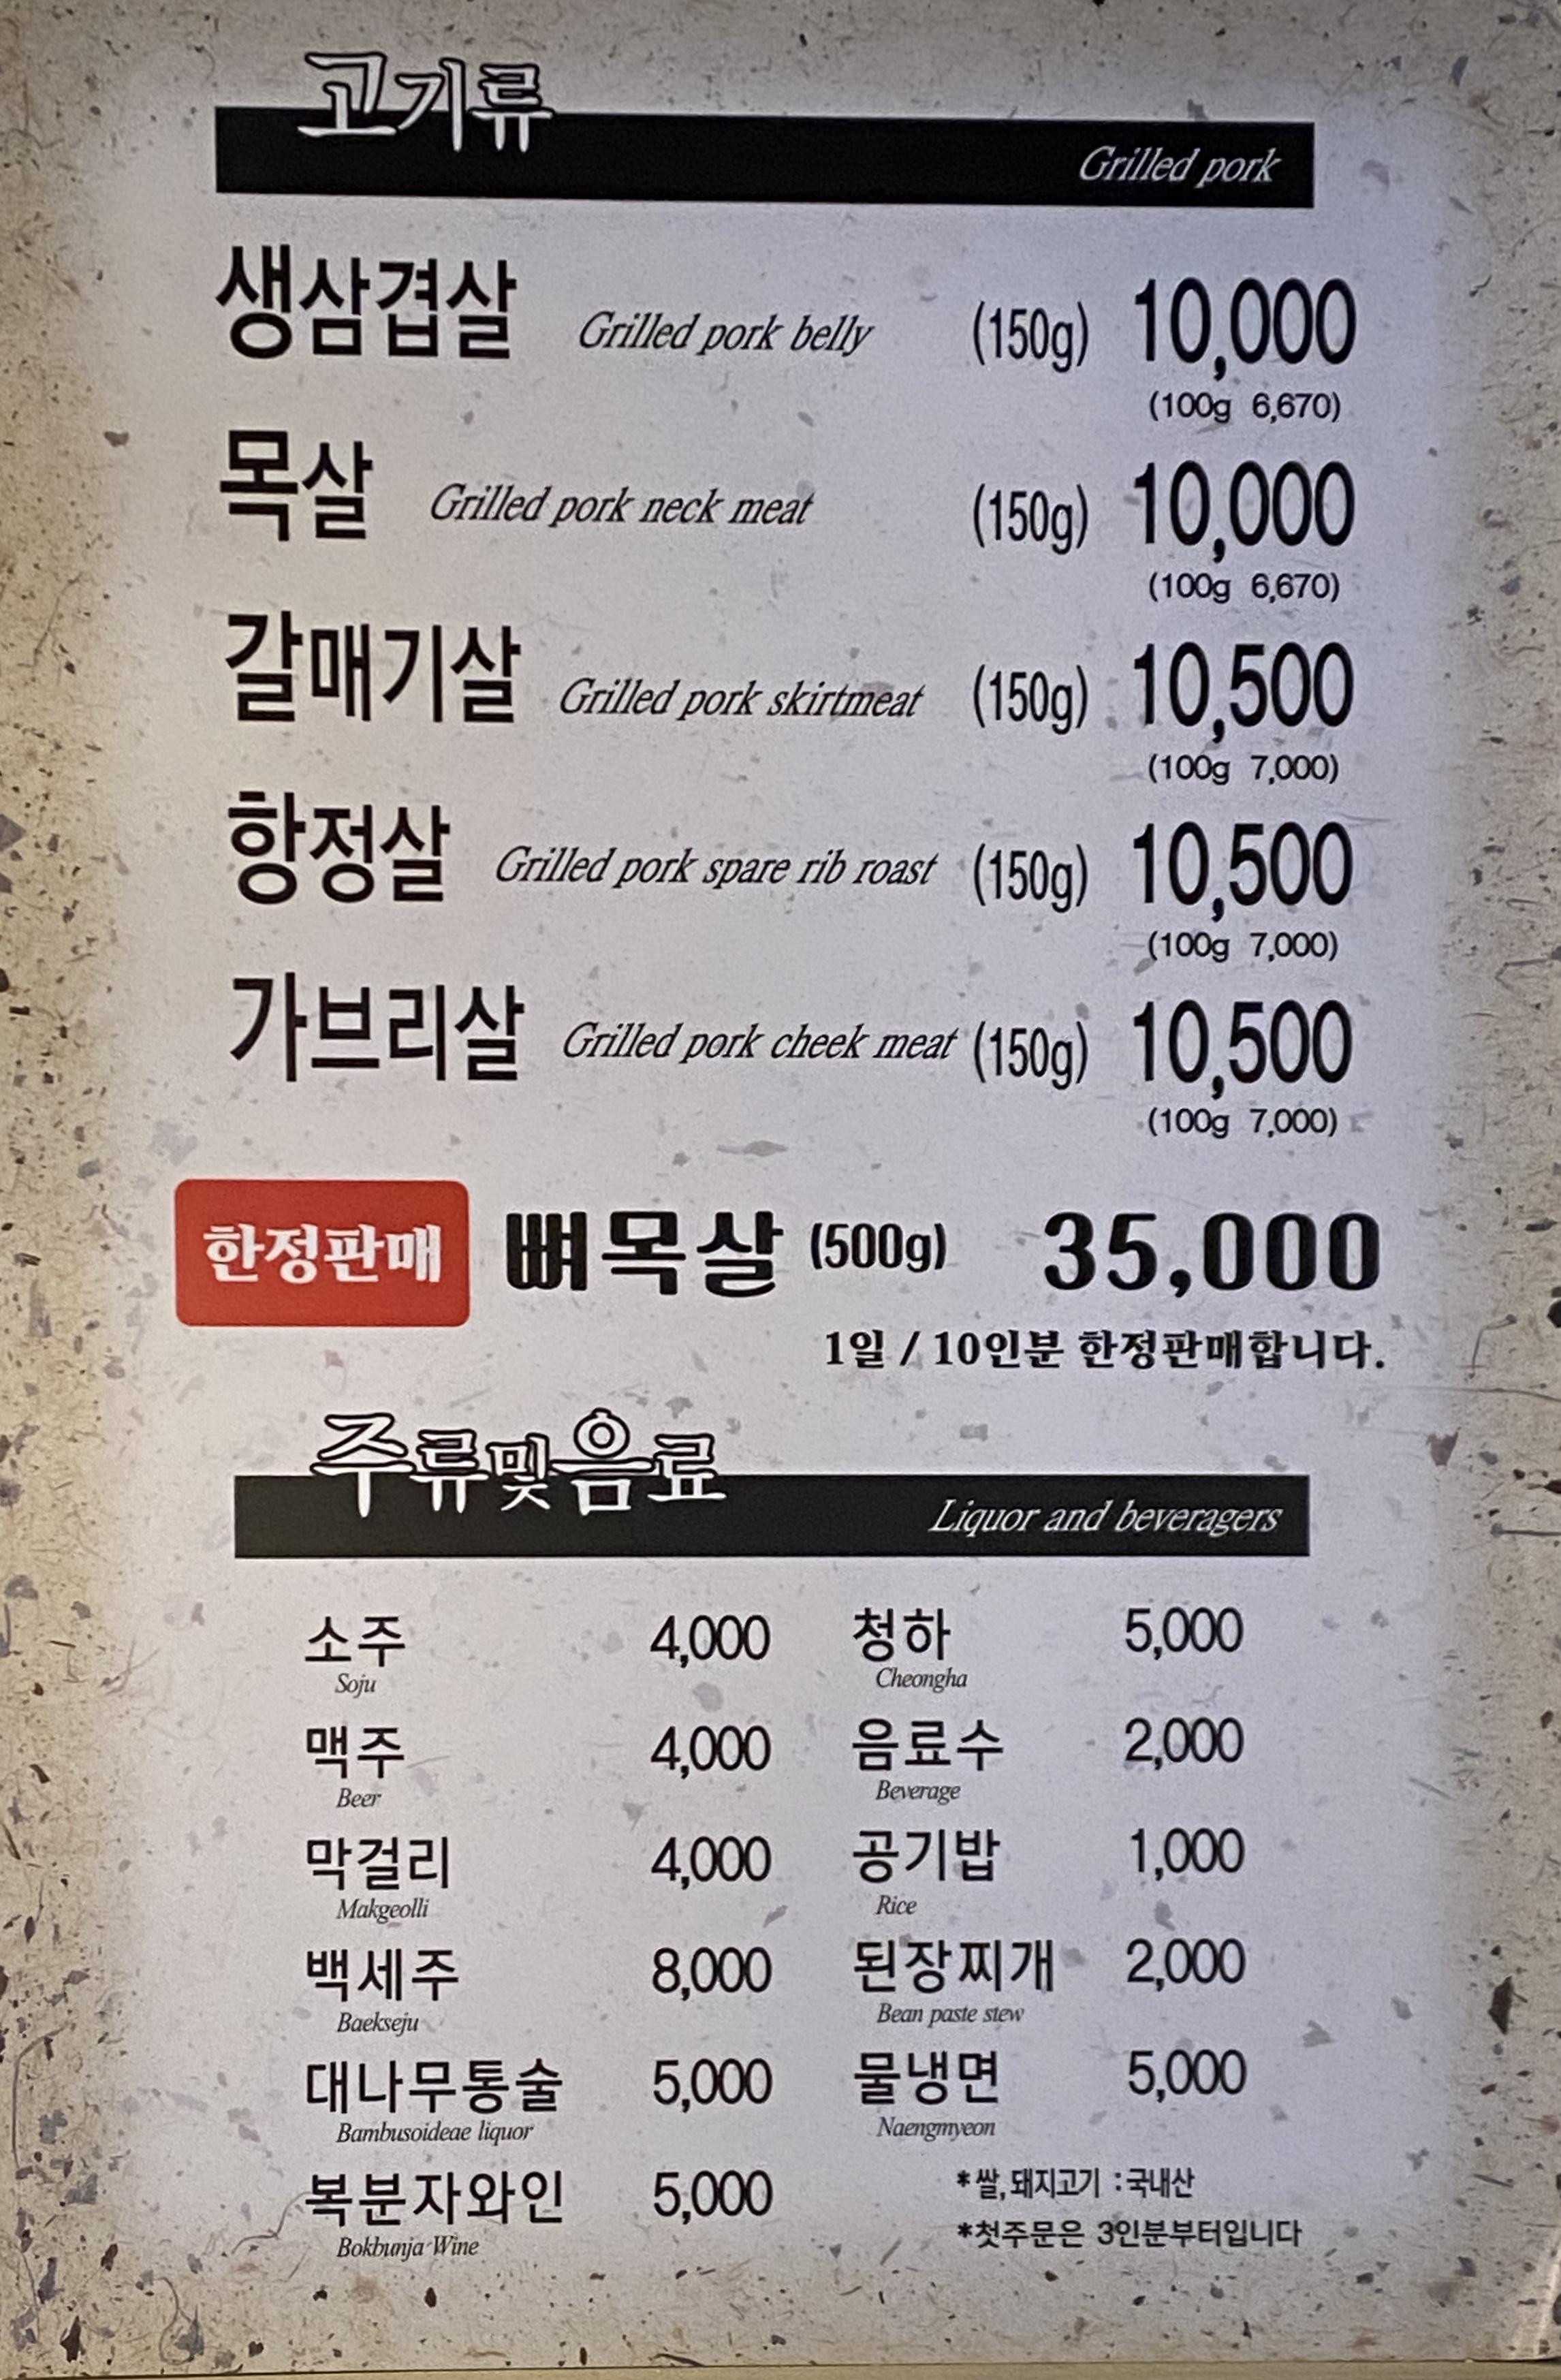 고기류
Grilled pork
생삼겹살 Grilled pork belly (150g) 10,000
(100g 6,670)
목살 Grilled pork neck meat (150g) 10,000
(100g 6,670)
갈매기살 Grilled pork skirtmeat (150g) 10,500
(100g 7,000)
항정살 Grilled pork spare rib roast (150g) 10,500
(100g 7,000)
가브리살 Grilled pork cheek meat (150g) 10,500
(100g 7,000)
한정판매 뼈목살 (500g) 35,000
1일 / 10인분 한정판매합니다.
주류및음료
Liquor and beveragers
소주 4,000 청하 5,000
Soju Cheongha
맥주 4,000 음료수 2,000
Beer Beverage
막걸리 4,000 공기밥 1,000
Makgeolli Rice
백세주 8,000 된장찌개 2,000
Baekseju Bean paste stew
대나무통술 5,000 물냉면 5,000
Bambusoideae liquor Naengmyeon
복분자와인 5,000
Bokbunja Wine
*쌀,돼지고기 :국내산
*첫주문은 3인분부터입니다